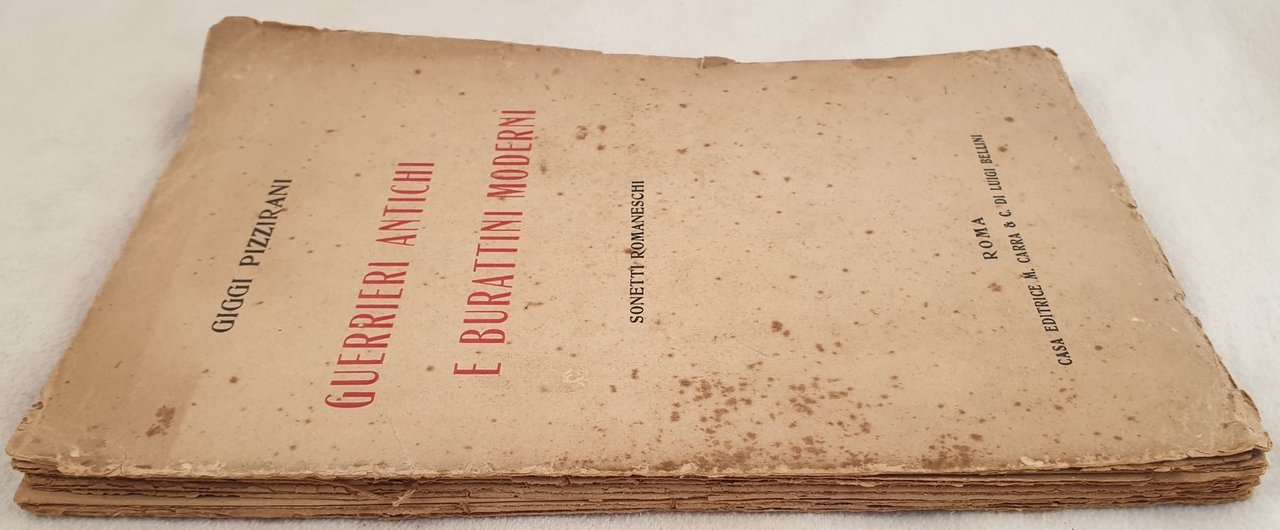 GIGGI PIZZIRANI
GUERRIERI ANTICHI
E BURATTINI MODERNI
SONETTI ROMANESCHI
ROMA
CASA EDITRICE M. CARRA & C. DI LUIGI BELLINI